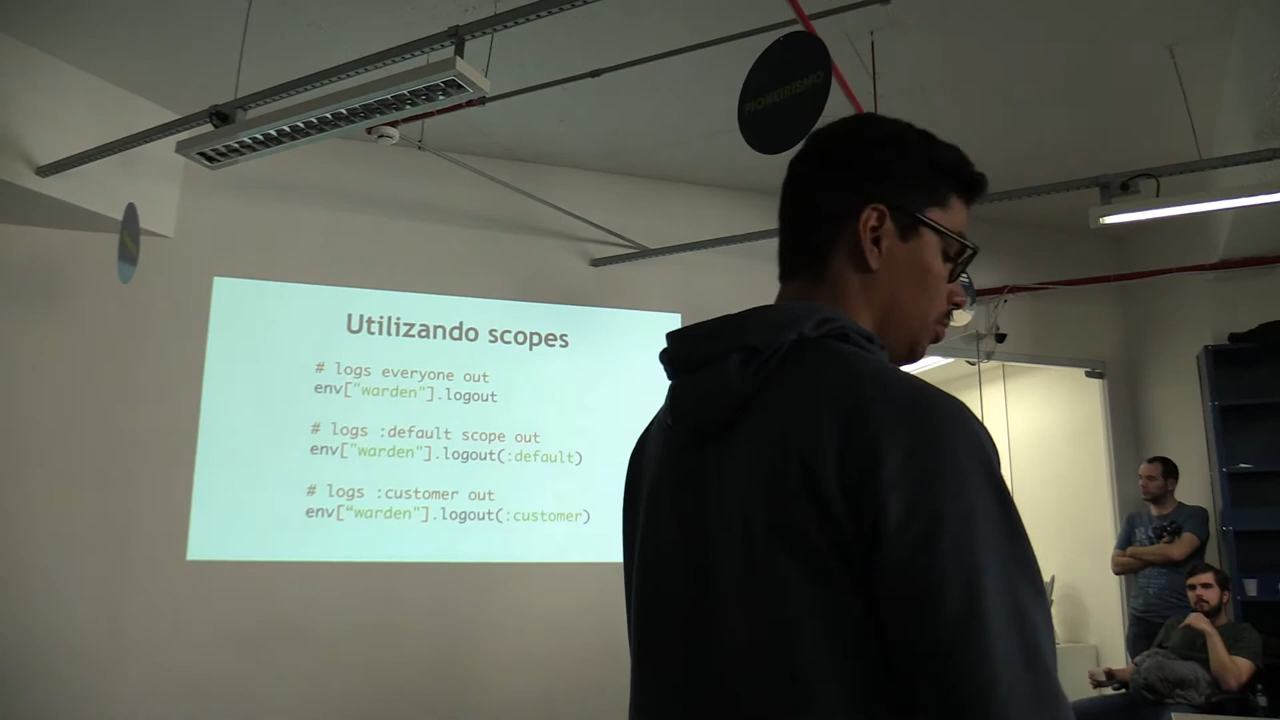 PIONEIRISMO
Utilizando scopes
# logs everyone out
env["warden"].logout
# logs :default scope out
env["warden"].logout(:default)
# logs :customer out
env[“warden"].logout(:customer)